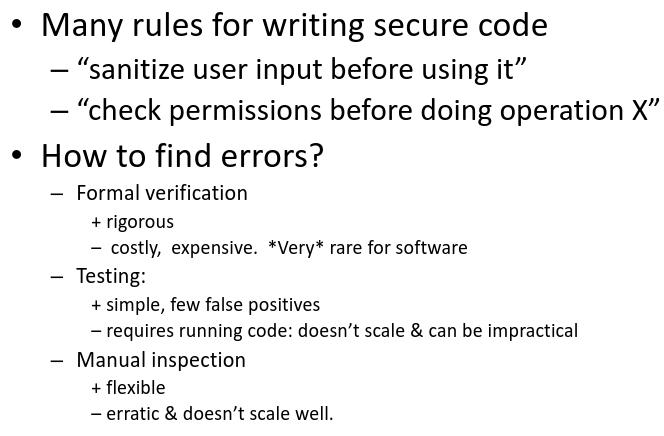 • Many rules for writing secure code
– “sanitize user input before using it”
– “check permissions before doing operation X”
• How to find errors?
– Formal verification
+ rigorous
– costly, expensive. *Very* rare for software
– Testing:
+ simple, few false positives
– requires running code: doesn’t scale & can be impractical
– Manual inspection
+ flexible
– erratic & doesn’t scale well.